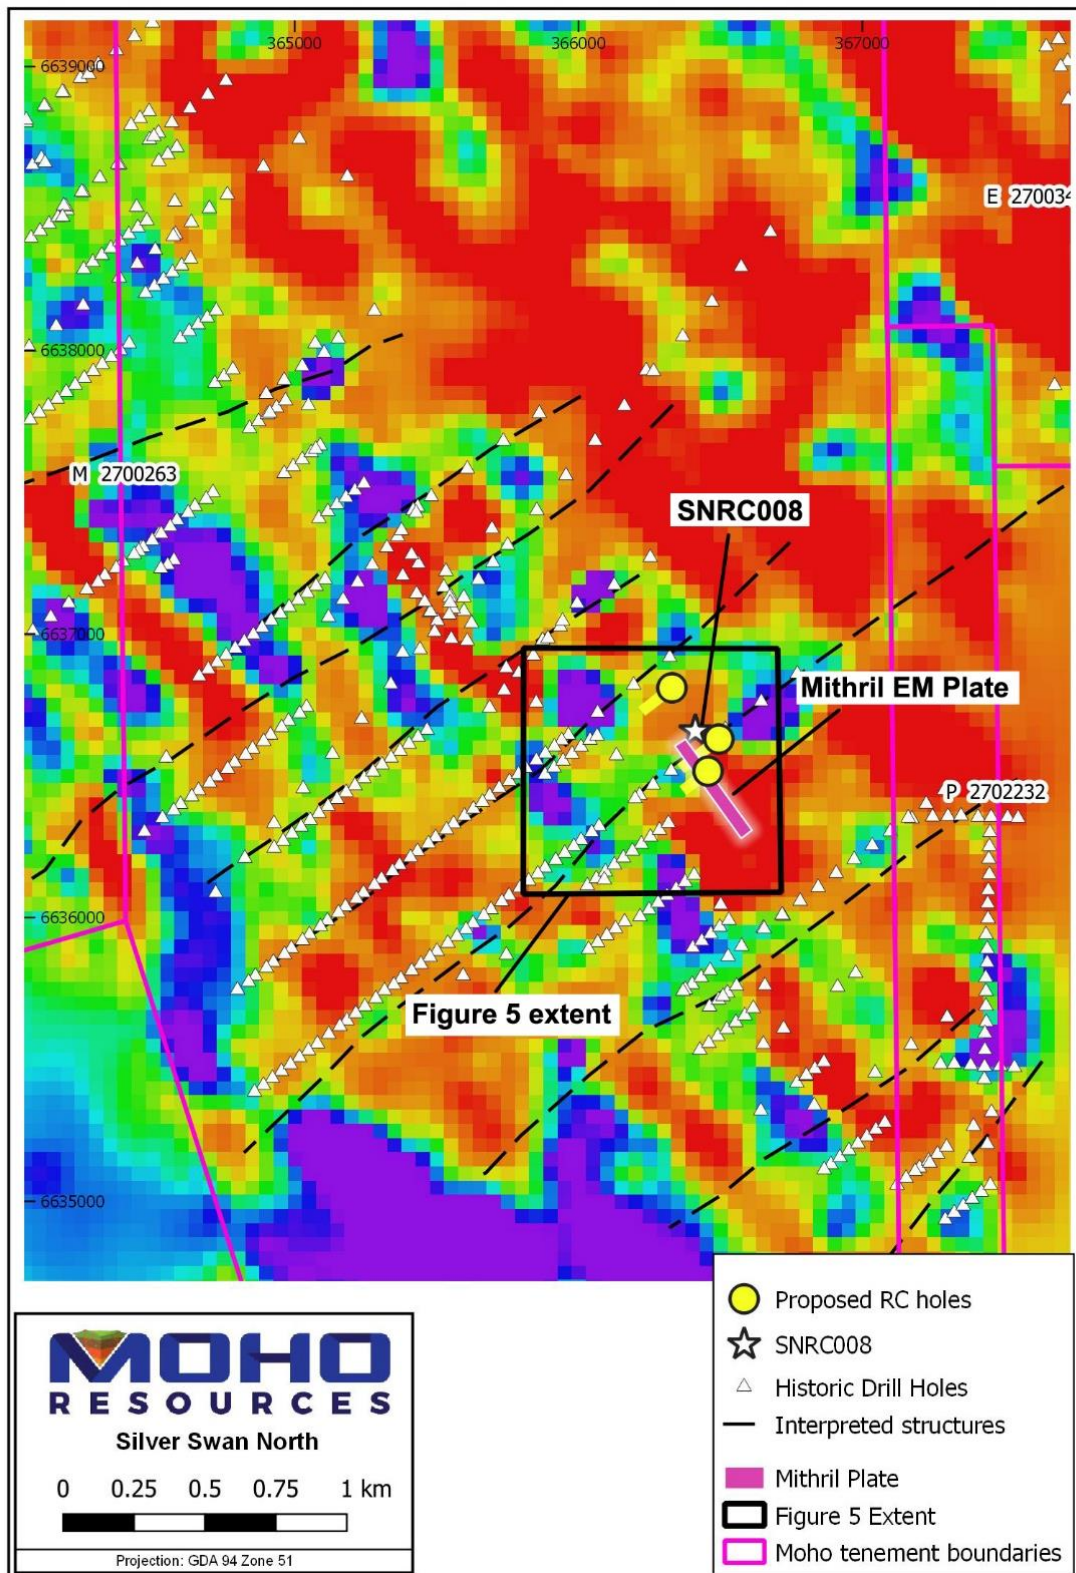 365000
366000
367000
6639000
E 270034
6638000
M 2700263
SNRC008
6637000
Mithril EM Plate
P 2702232
6636000
Figure 5 extent
6635000
MOHO
RESOURCES
Silver Swan North
0 0.25 0.5 0.75 1 km
Projection: GDA 94 Zone 51
Proposed RC holes
SNRC008
Historic Drill Holes
Interpreted structures
Mithril Plate
Figure 5 Extent
Moho tenement boundaries